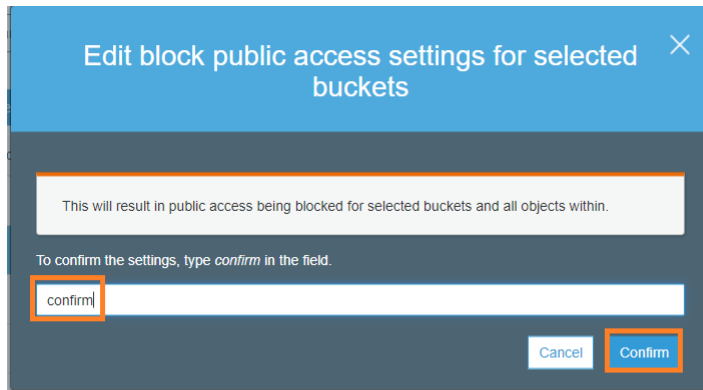 Edit block public access settings for selected
buckets
This will result in public access being blocked for selected buckets and all objects within.
To confirm the settings, type confirm in the field.
confirm
Cancel Confirm